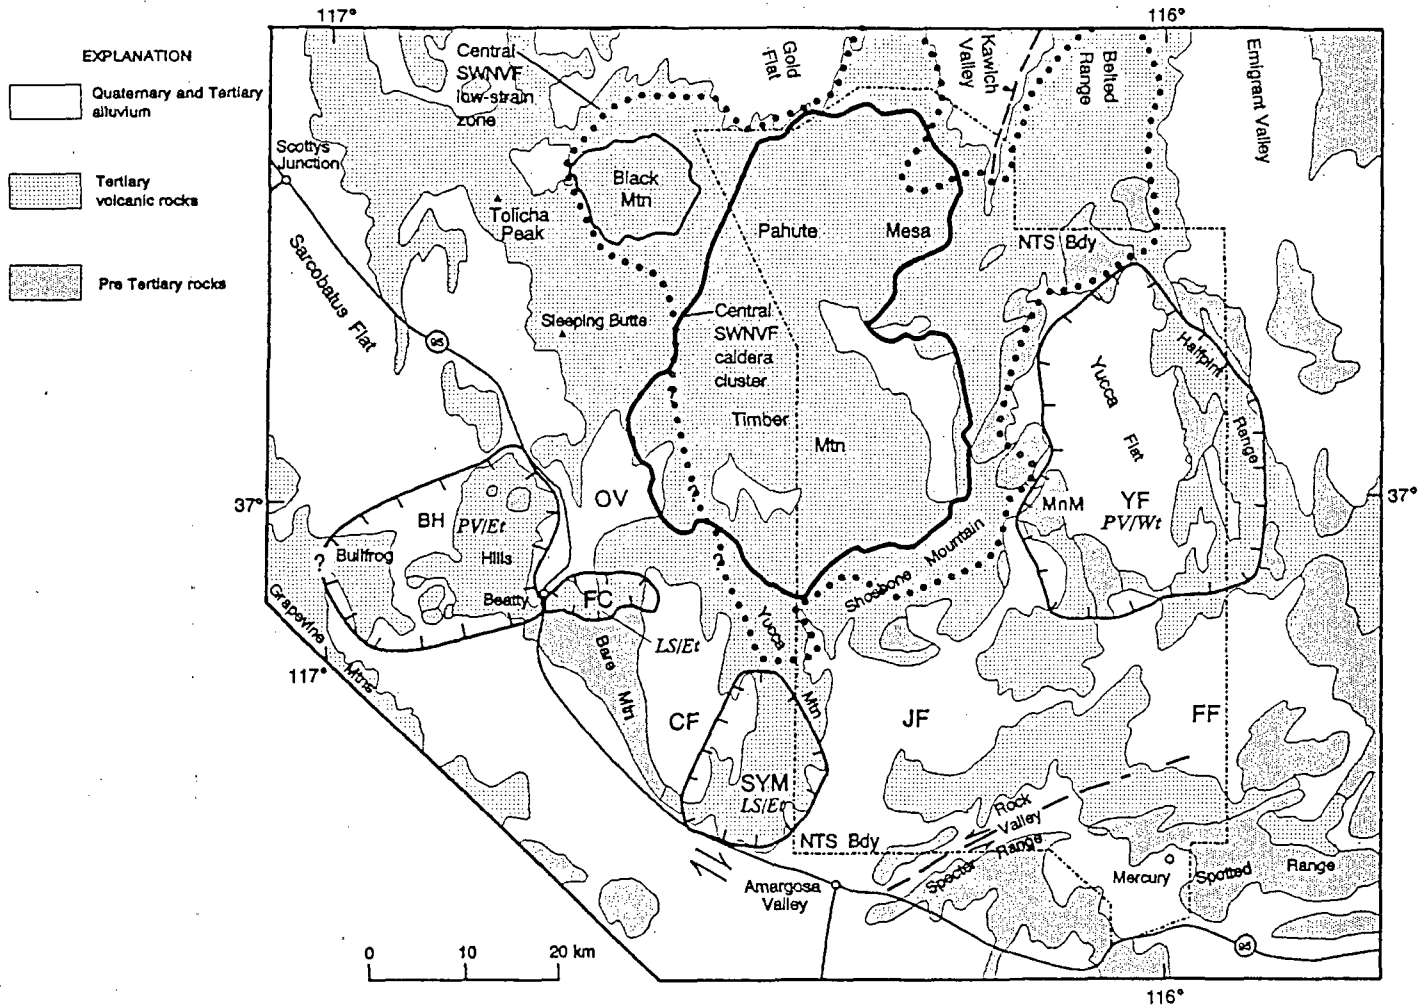 117°
116°
EXPLANATION
Quaternary and Tertiary
alluvium
Tertiary
volcanic rocks
Pre Tertiary rocks
Central
SWNVF
low-strain
zone
Gold
Flat
Kawich
Valley
Belted
Range
Emigrant Valley
Scottys
Junction
Black
Mtn
Tolicha
Peak
Pahute
Mesa
NTS Bdy
Sarcobatus Flat
Sleeping Butte
95
Central
SWNVF
caldera
cluster
Timber
Mtn
Yucca
Flat
Halfpint
Range
37°
37°
OV
BH
PV/Et
MnM
YF
PV/Wt
Bullfrog
Hills
?
?
?
?
Shoshone Mountain
Beatty
FC
LS/Et
Grapevine
Mtns
117°
Bare
Mtn
Yucca
Mtn
CF
JF
FF
SYM
LS/Et
Rock
Valley
NTS Bdy
Specter Range
Mercury
Spotted Range
Amargosa
Valley
95
0 10 20 km
116°